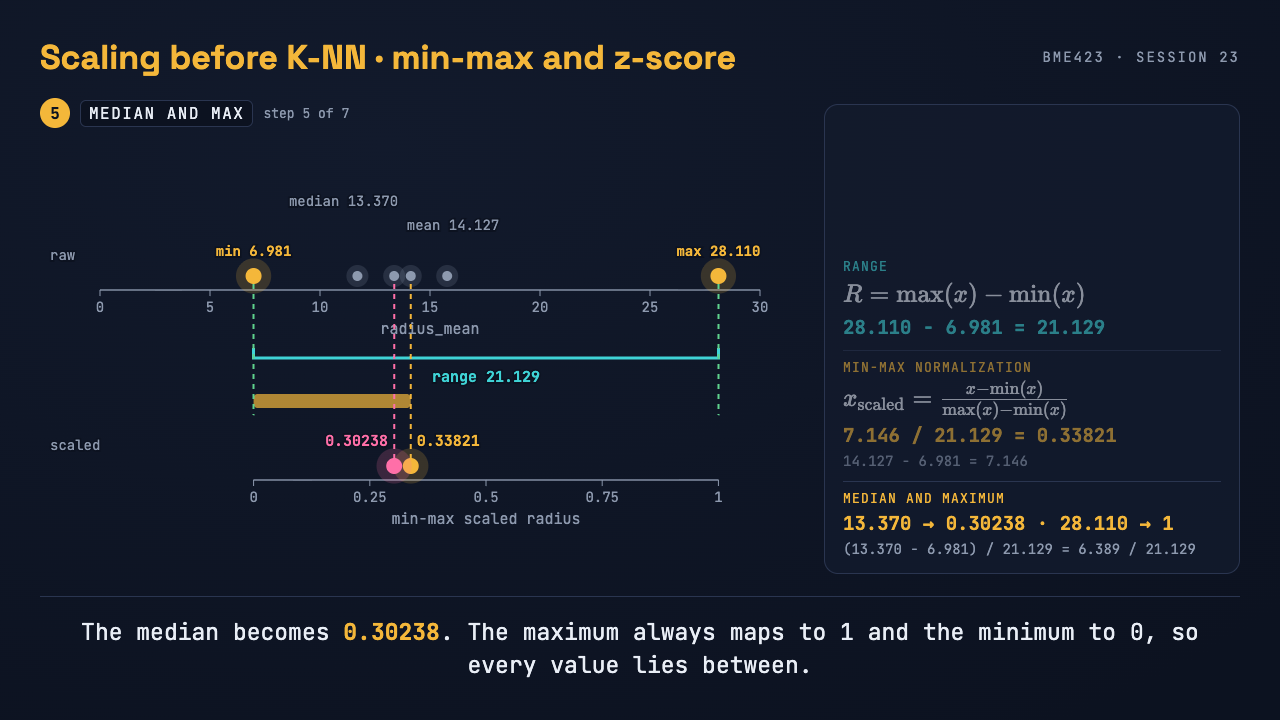 Scaling before K-NN · min-max and z-score
BME423 · SESSION 23
5 MEDIAN AND MAX step 5 of 7
median 13.370
mean 14.127
min 6.981
max 28.110
raw
0 5 10 15 20 25 30
radius_mean
range 21.129
0.30238 0.33821
scaled
0 0.25 0.5 0.75 1
min-max scaled radius
RANGE
R = max(x) − min(x)
28.110 - 6.981 = 21.129
MIN-MAX NORMALIZATION
x_scaled = \frac{x−min(x)}{max(x)−min(x)}
7.146 / 21.129 = 0.33821
14.127 - 6.981 = 7.146
MEDIAN AND MAXIMUM
13.370 → 0.30238 · 28.110 → 1
(13.370 - 6.981) / 21.129 = 6.389 / 21.129
The median becomes 0.30238. The maximum always maps to 1 and the minimum to 0, so
every value lies between.